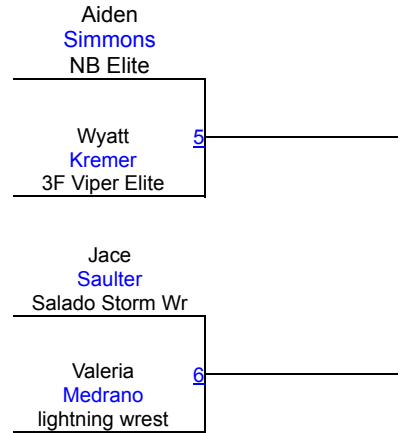 Aiden
Simmons
NB Elite
Wyatt
5
Kremer
3F Viper Elite
Jace
Saulter
Salado Storm Wr
Valeria
6
Medrano
lightning wrest